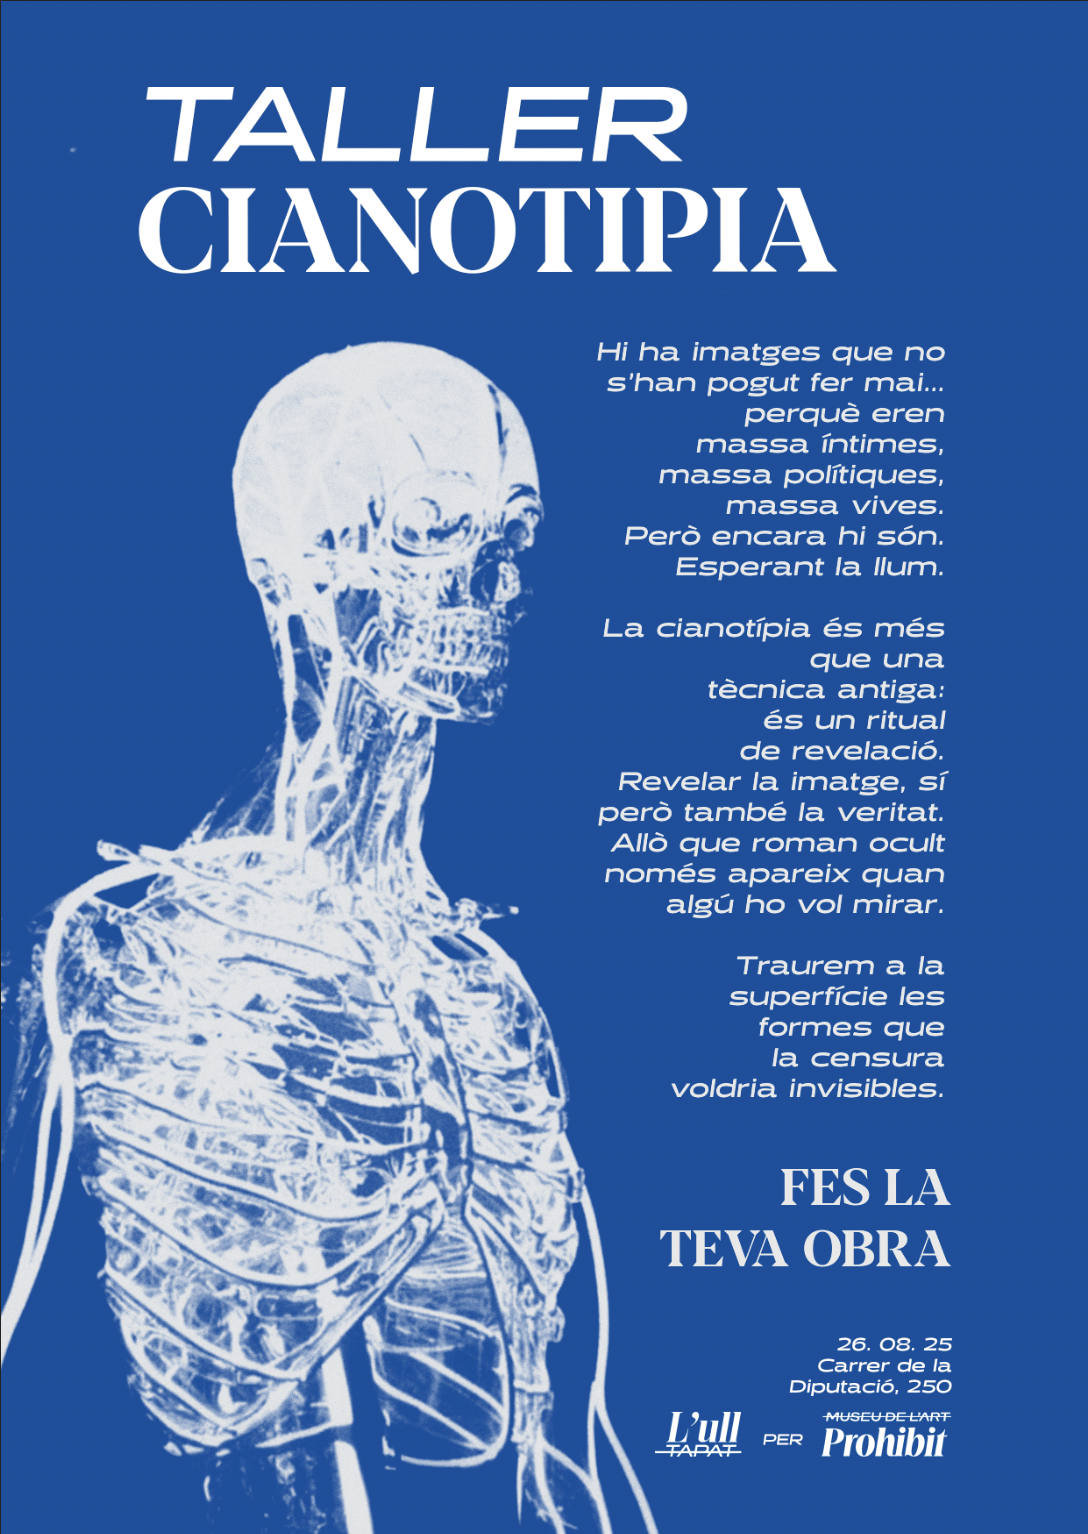 TALLER
CIANOTIPIA
Hi ha imatges que no
s'han pogut fer mai...
perquè eren
massa íntimes,
massa polítiques,
massa vives.
Però encara hi són.
Esperant la llum.
La cianotípia és més
que una
tècnica antiga:
és un ritual
de revelació.
Revelar la imatge, sí
però també la veritat.
Allò que roman ocult
només apareix quan
algú ho vol mirar.
Traurem a la
superfície les
formes que
la censura
voldria invisibles.
FES LA
TEVA OBRA
26. 08. 25
Carrer de la
Diputació, 250
L'ull
TAPAT
PER
MUSEU DE L'ART
Prohibit